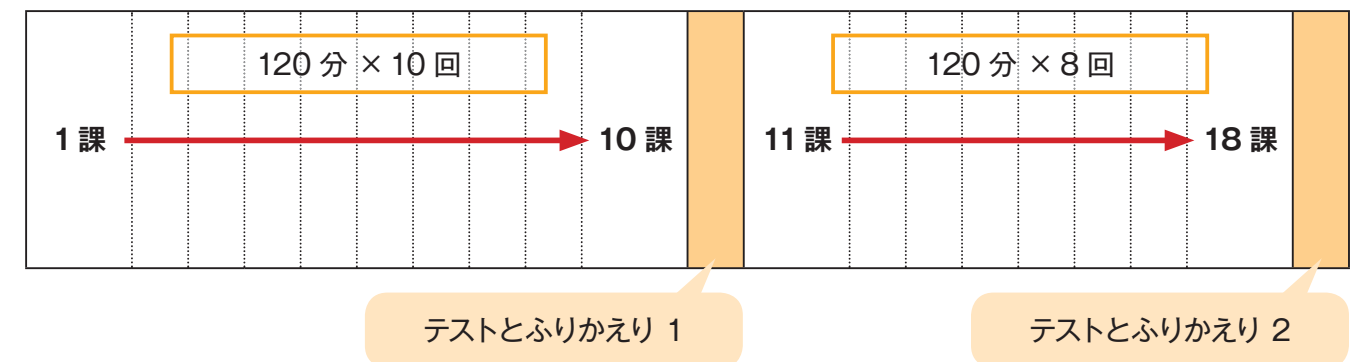 120 分 × 10 回
120 分 × 8 回
1 課
10 課
11 課
18 課
テストとふりかえり 1
テストとふりかえり 2